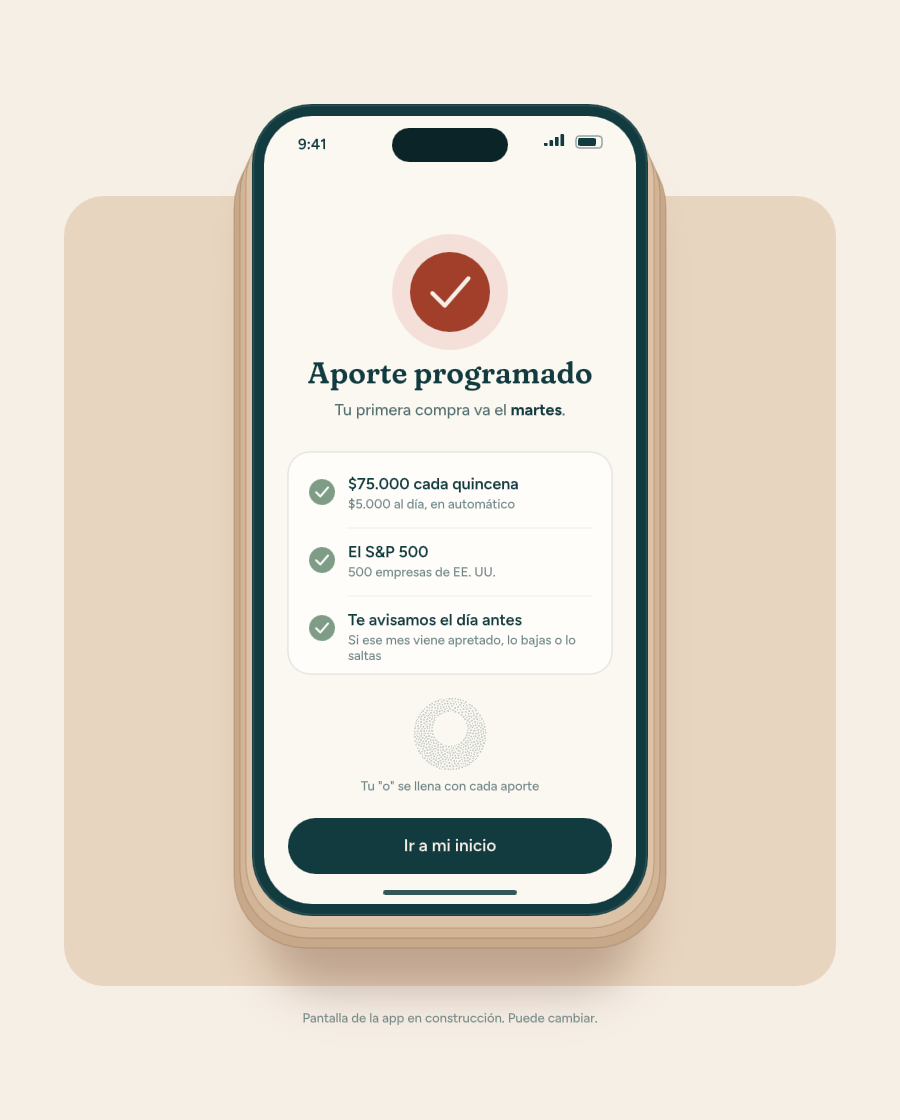 9:41
Aporte programado
Tu primera compra va el martes.
$75.000 cada quincena
$5.000 al día, en automático
El S&P 500
500 empresas de EE. UU.
Te avisamos el día antes
Si ese mes viene apretado, lo bajas o lo
saltas
Tu "o" se llena con cada aporte
Ir a mi inicio
Pantalla de la app en construcción. Puede cambiar.